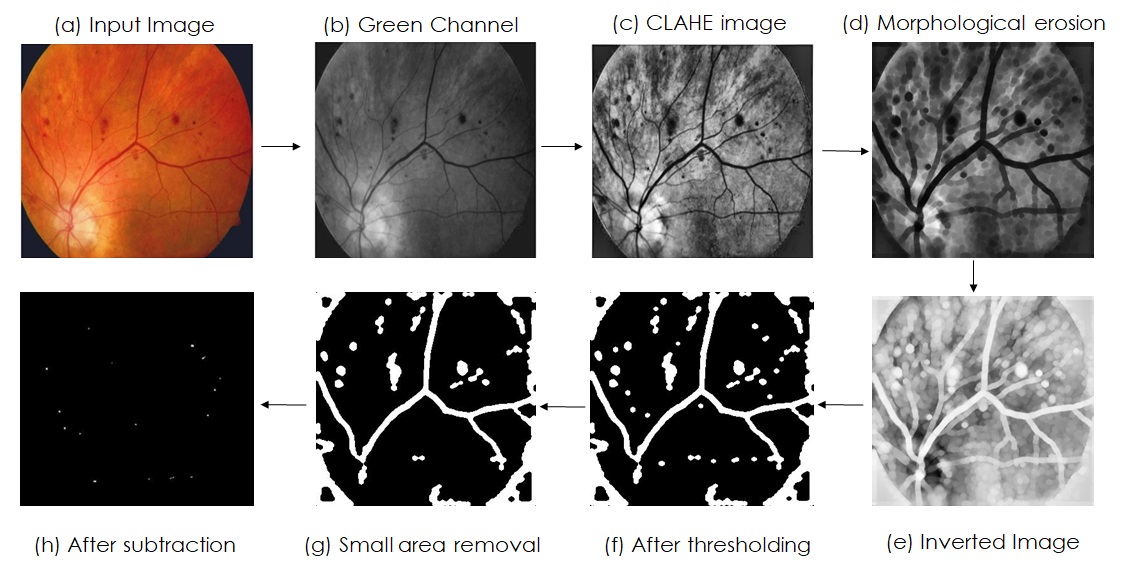 (a) Input Image
(b) Green Channel
(c) CLAHE image
(d) Morphological erosion
(h) After subtraction
(g) Small area removal
(f) After thresholding
(e) Inverted Image